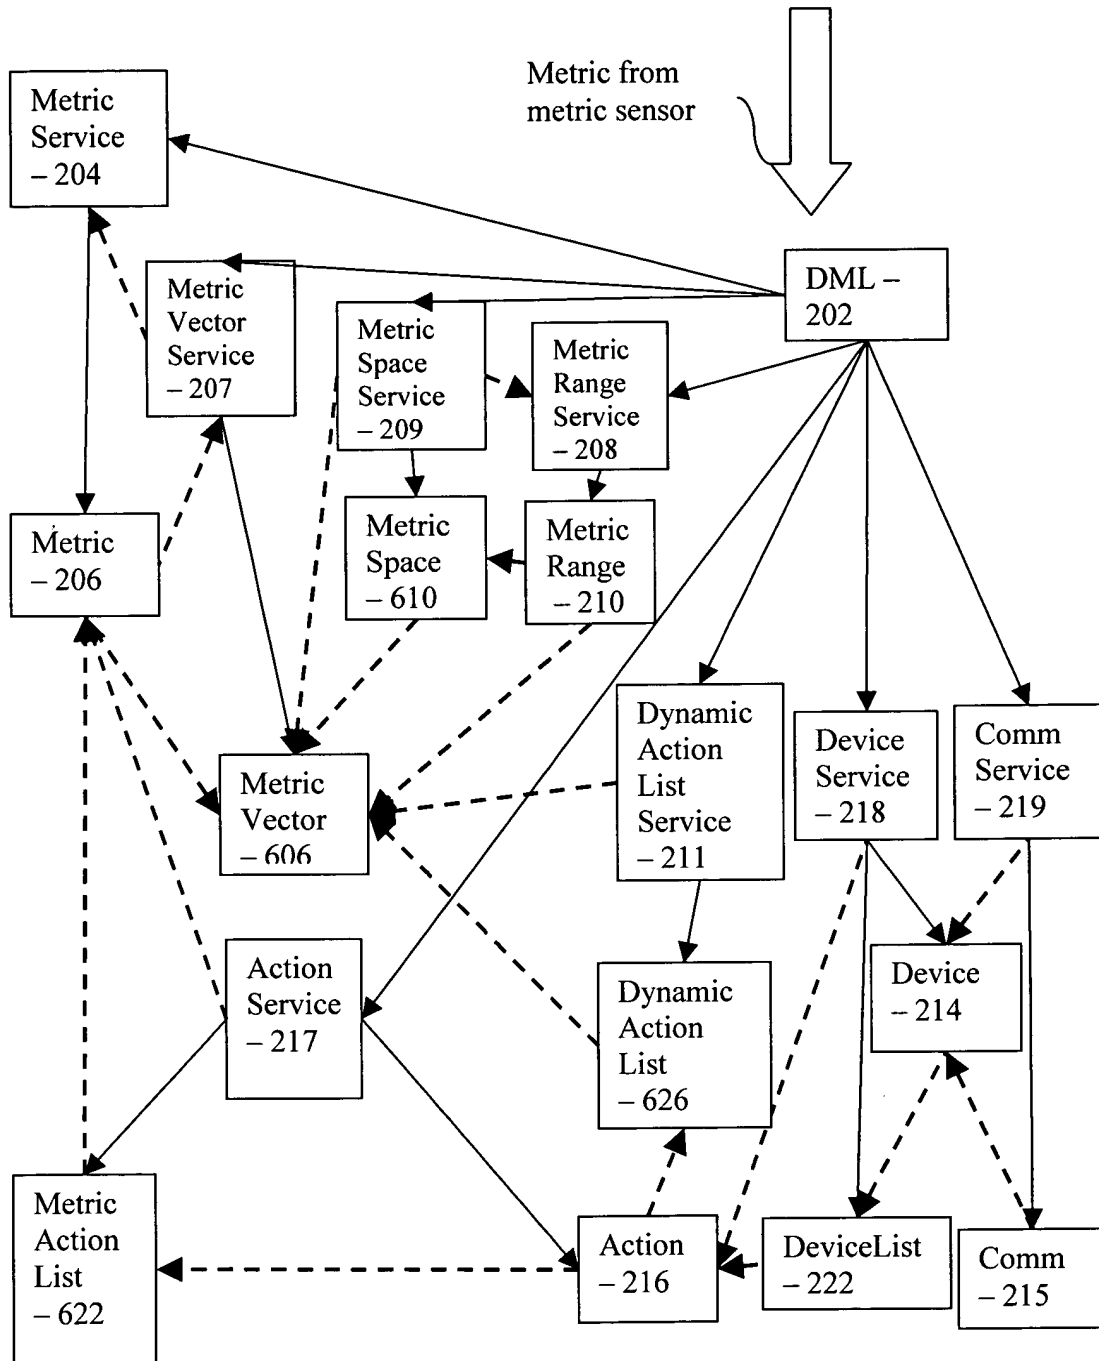 Metric from
metric sensor
Metric
Service
– 204
DML –
202
Metric
Vector
Service
– 207
Metric
Space
Service
– 209
Metric
Range
Service
– 208
Metric
– 206
Metric
Space
– 610
Metric
Range
– 210
Dynamic
Action
List
Service
– 211
Device
Service
– 218
Comm
Service
– 219
Metric
Vector
– 606
Action
Service
– 217
Dynamic
Action
List
– 626
Device
– 214
Metric
Action
List
– 622
Action
– 216
DeviceList
– 222
Comm
– 215